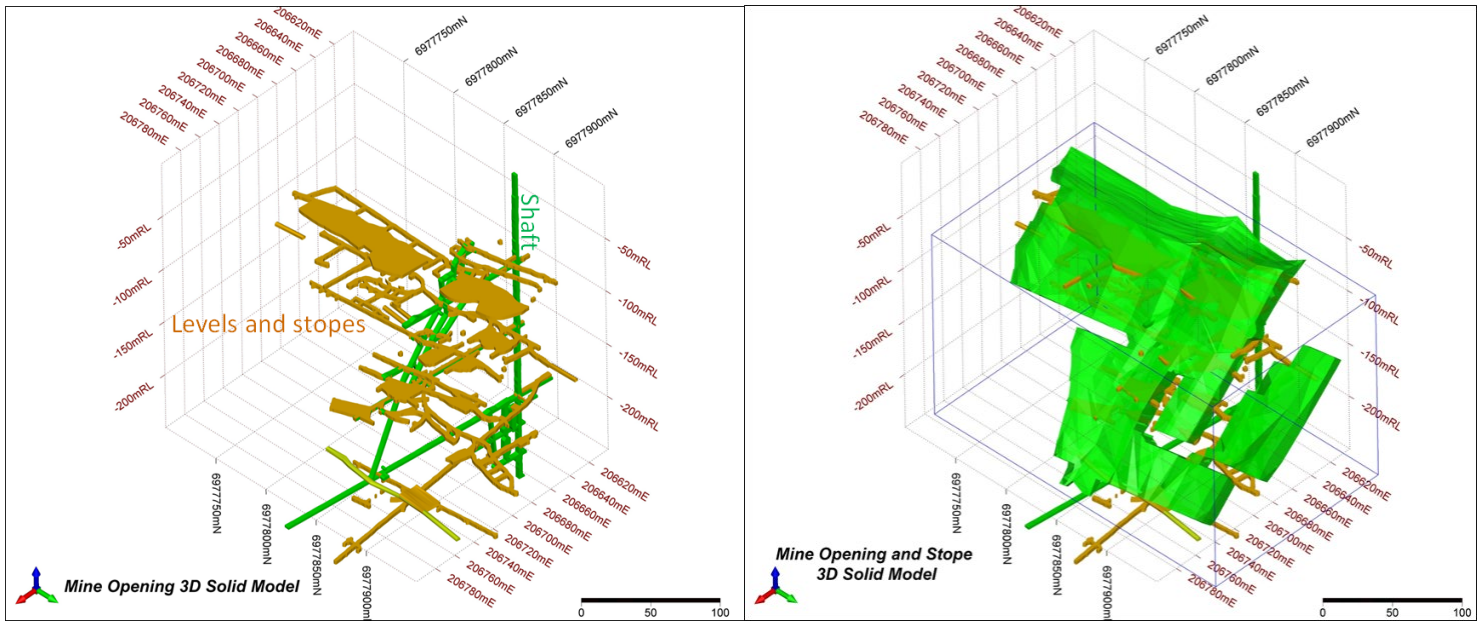 206620mE
206640mE
206660mE
206680mE
206700mE
206720mE
206740mE
206760mE
206780mE
6977750mN
6977800mN
6977850mN
6977900mN
-50mRL
-100mRL
-150mRL
-200mRL
Shaft
Levels and stopes
-50mRL
-100mRL
-150mRL
-200mRL
206620mE
206640mE
206660mE
206680mE
206700mE
206720mE
206740mE
206760mE
206780mE
6977750mN
6977800mN
6977850mN
6977900mN
Mine Opening 3D Solid Model
0 50 100
206620mE
206640mE
206660mE
206680mE
206700mE
206720mE
206740mE
206760mE
206780mE
6977750mN
6977800mN
6977850mN
6977900mN
-50mRL
-100mRL
-150mRL
-200mRL
-50mRL
-100mRL
-150mRL
-200mRL
206620mE
206640mE
206660mE
206680mE
206700mE
206720mE
206740mE
206760mE
206780mE
6977750mN
6977800mN
6977850mN
6977900mN
Mine Opening and Stope
3D Solid Model
0 50 100